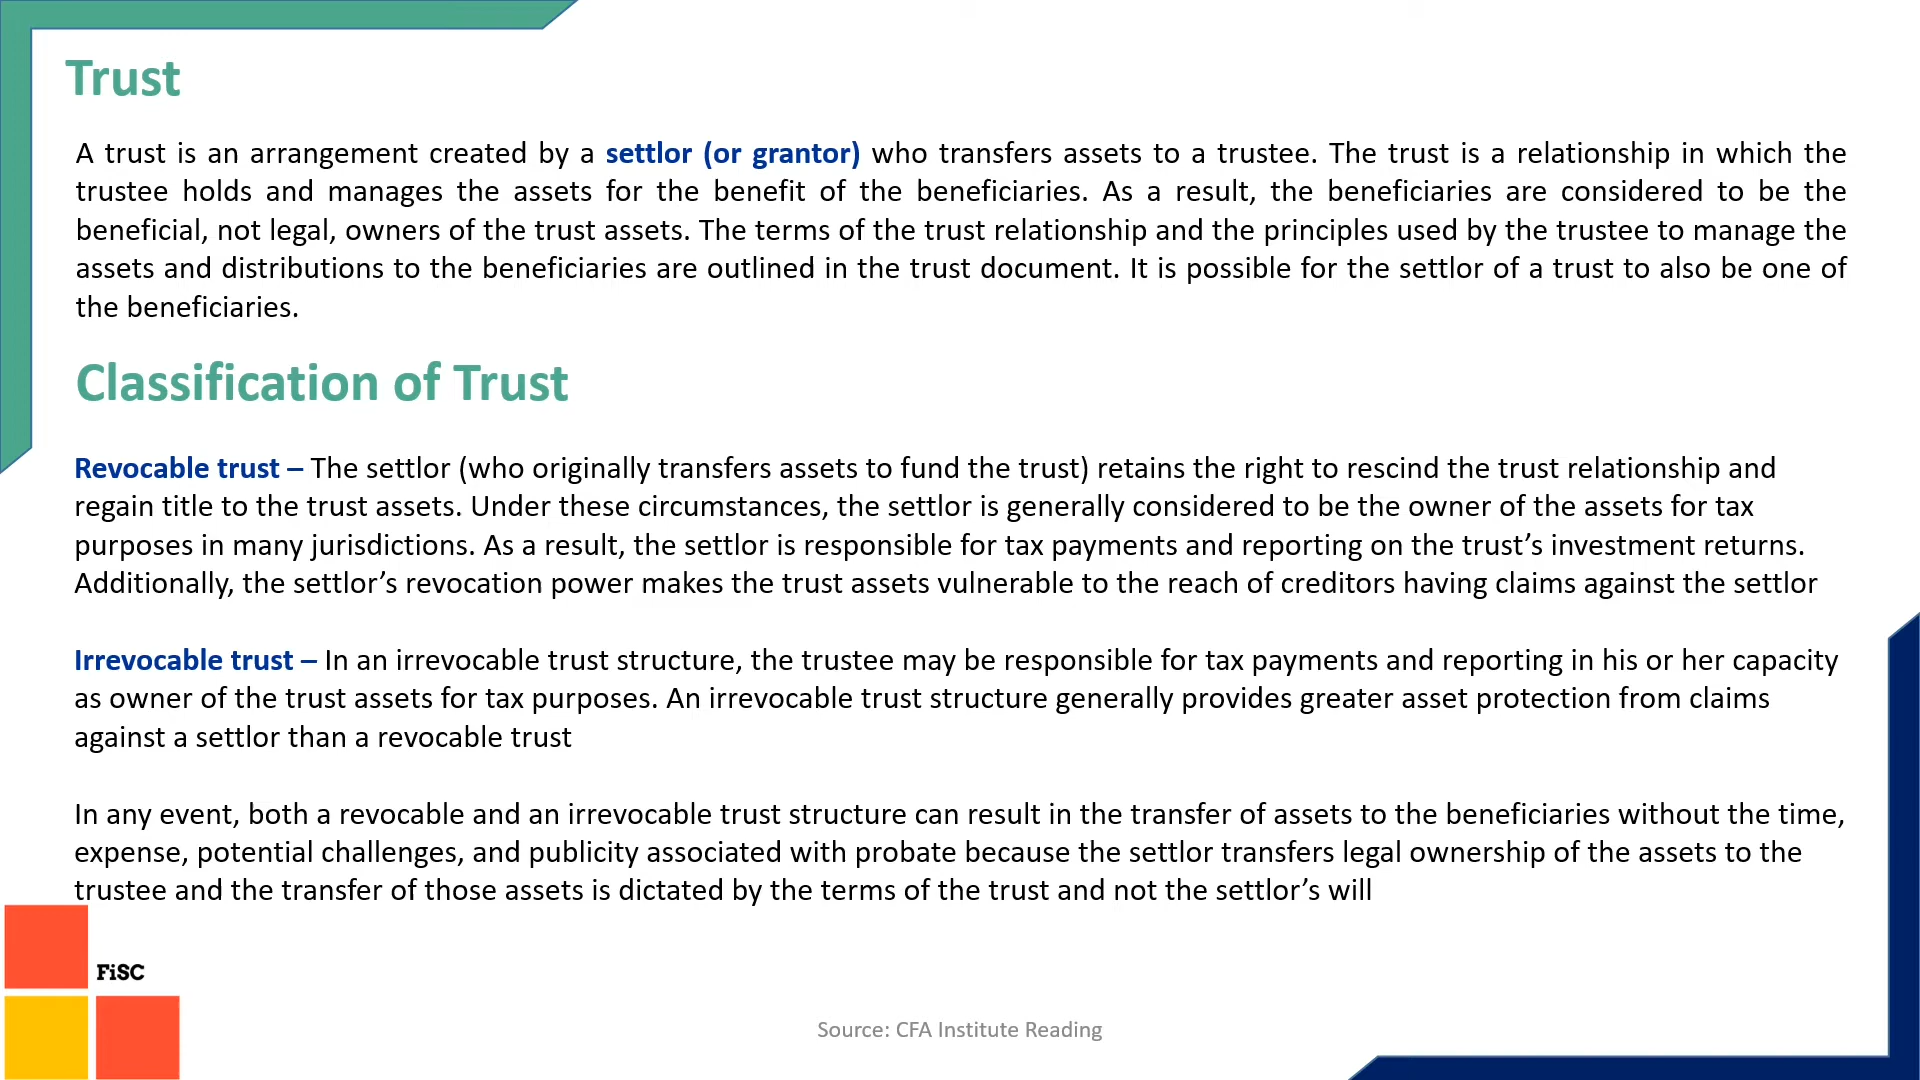 Trust
A trust is an arrangement created by a settlor (or grantor) who transfers assets to a trustee. The trust is a relationship in which the
trustee holds and manages the assets for the benefit of the beneficiaries. As a result, the beneficiaries are considered to be the
beneficial, not legal, owners of the trust assets. The terms of the trust relationship and the principles used by the trustee to manage the
assets and distributions to the beneficiaries are outlined in the trust document. It is possible for the settlor of a trust to also be one of
the beneficiaries.
Classification of Trust
Revocable trust – The settlor (who originally transfers assets to fund the trust) retains the right to rescind the trust relationship and
regain title to the trust assets. Under these circumstances, the settlor is generally considered to be the owner of the assets for tax
purposes in many jurisdictions. As a result, the settlor is responsible for tax payments and reporting on the trust’s investment returns.
Additionally, the settlor’s revocation power makes the trust assets vulnerable to the reach of creditors having claims against the settlor
Irrevocable trust – In an irrevocable trust structure, the trustee may be responsible for tax payments and reporting in his or her capacity
as owner of the trust assets for tax purposes. An irrevocable trust structure generally provides greater asset protection from claims
against a settlor than a revocable trust
In any event, both a revocable and an irrevocable trust structure can result in the transfer of assets to the beneficiaries without the time,
expense, potential challenges, and publicity associated with probate because the settlor transfers legal ownership of the assets to the
trustee and the transfer of those assets is dictated by the terms of the trust and not the settlor’s will
FiSC
Source: CFA Institute Reading